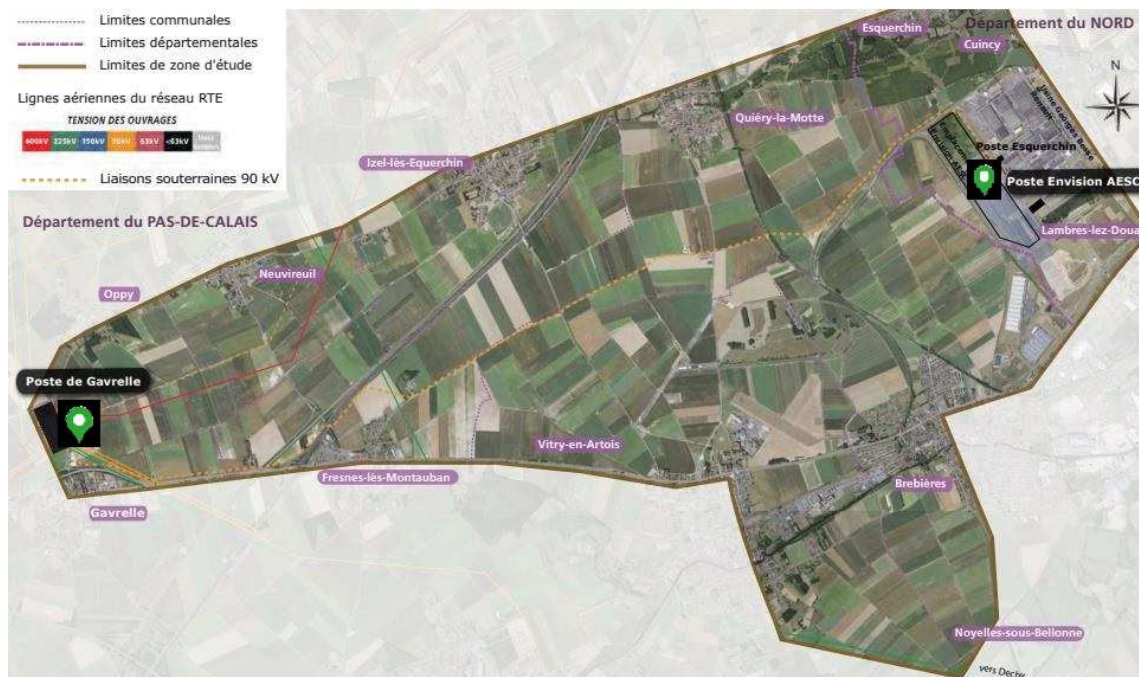 Limites communales
Limites départementales
Limites de zone d'étude
Lignes aériennes du réseau RTE
TENSION DES OUVRAGES
400kV 225kV 150kV 90kV 63kV <63kV
Liaisons souterraines 90 kV
Département du PAS-DE-CALAIS
Département du NORD
Esquerchin
Cuincy
N
Quiéry-la-Motte
Izel-lès-Equerchin
Poste Esquerchin
Poste Envision AESC
Lambres-lez-Doua
Neuvireuil
Oppy
Poste de Gavrelle
Vitry-en-Artois
Fresnes-lès-Montauban
Brebières
Gavrelle
Noyelles-sous-Bellonne
vers Dechy